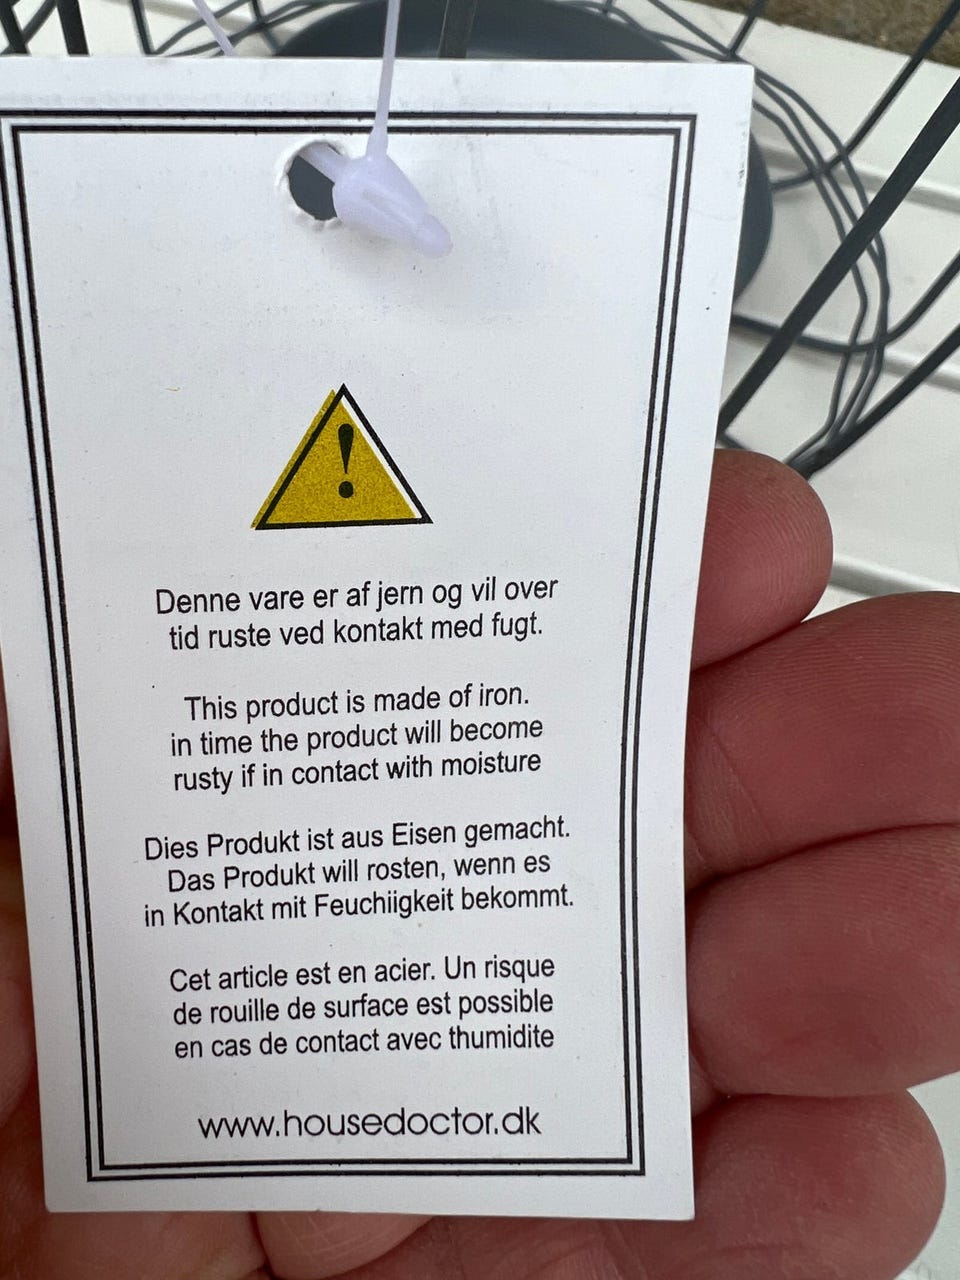 !
Denne vare er af jern og vil over
tid ruste ved kontakt med fugt.
This product is made of iron.
in time the product will become
rusty if in contact with moisture
Dies Produkt ist aus Eisen gemacht.
Das Produkt will rosten, wenn es
in Kontakt mit Feuchiigkeit bekommt.
Cet article est en acier. Un risque
de rouille de surface est possible
en cas de contact avec thumidite
www.housedoctor.dk